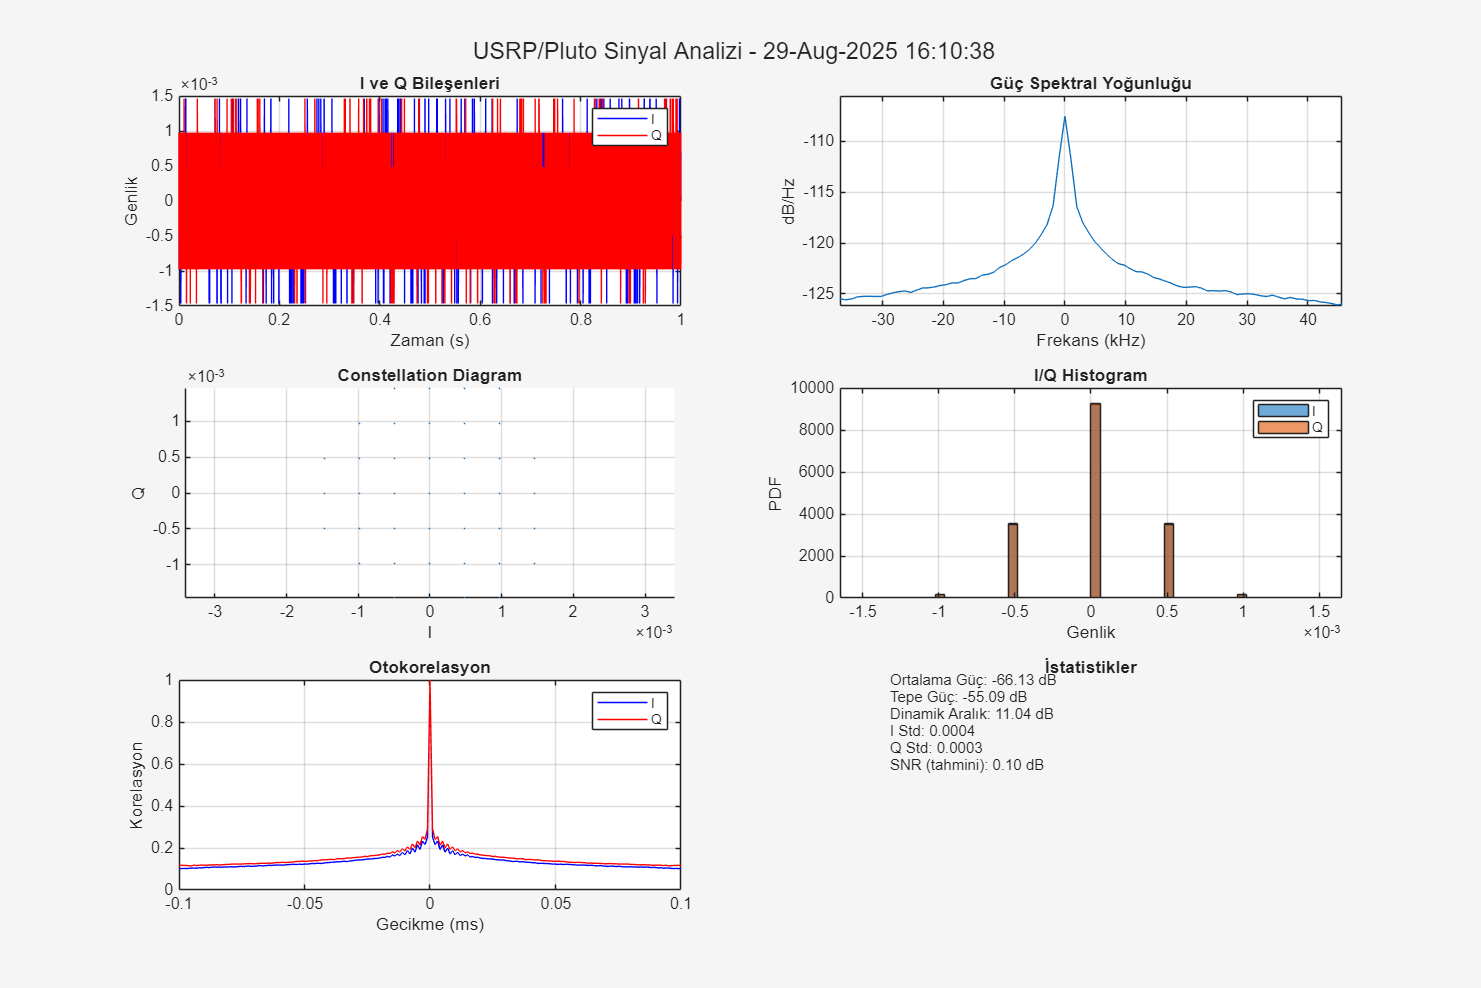 USRP/Pluto Sinyal Analizi - 29-Aug-2025 16:10:38
×10⁻³
I ve Q Bileşenleri
1.5
1
0.5
0
-0.5
-1
-1.5
Genlik
I
Q
0
0.2
0.4
0.6
0.8
1
Zaman (s)
Güç Spektral Yoğunluğu
-110
-115
-120
-125
dB/Hz
-30
-20
-10
0
10
20
30
40
Frekans (kHz)
×10⁻³
Constellation Diagram
1
0.5
0
-0.5
-1
Q
-3
-2
-1
0
1
2
3
I
×10⁻³
I/Q Histogram
10000
8000
6000
4000
2000
0
PDF
I
Q
-1.5
-1
-0.5
0
0.5
1
1.5
Genlik
×10⁻³
Otokorelasyon
1
0.8
0.6
0.4
0.2
0
Korelasyon
I
Q
-0.1
-0.05
0
0.05
0.1
Gecikme (ms)
İstatistikler
Ortalama Güç: -66.13 dB
Tepe Güç: -55.09 dB
Dinamik Aralık: 11.04 dB
I Std: 0.0004
Q Std: 0.0003
SNR (tahmini): 0.10 dB